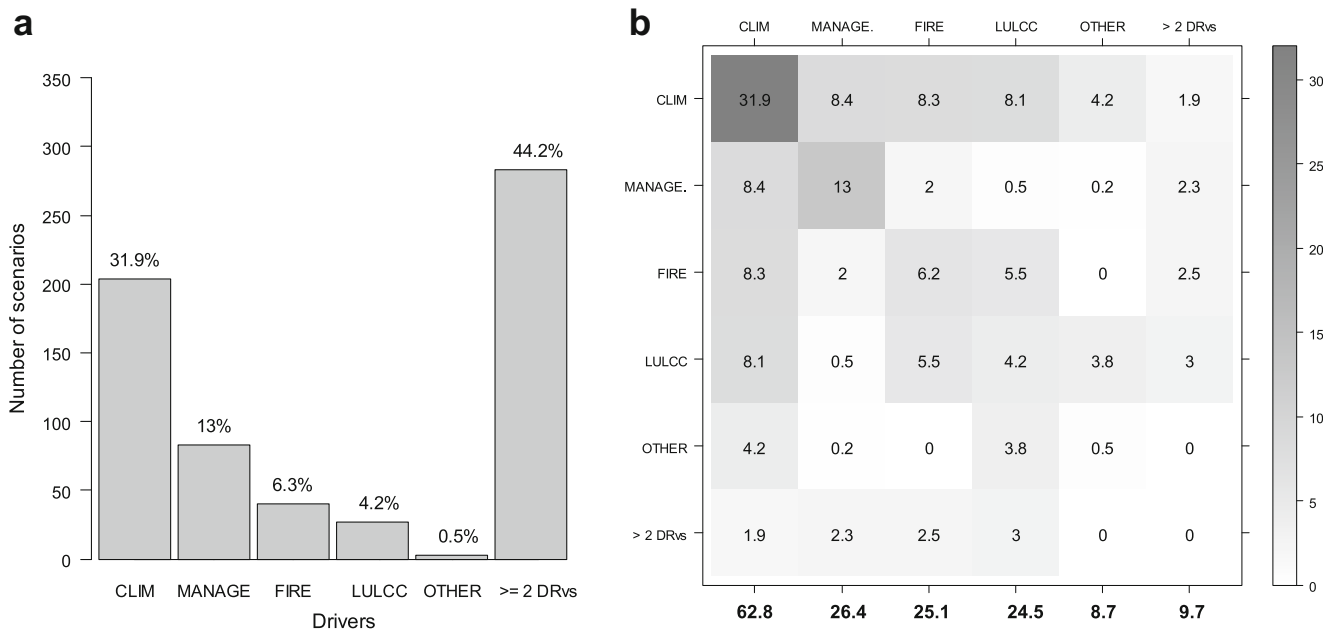 a
350
300
250
200
150
100
50
0
Number of scenarios
31.9%
13%
6.3%
4.2%
0.5%
44.2%
CLIM MANAGE FIRE LULCC OTHER >= 2 DRvs
Drivers
b
CLIM MANAGE. FIRE LULCC OTHER > 2 DRvs
CLIM 31.9 8.4 8.3 8.1 4.2 1.9
MANAGE. 8.4 13 2 0.5 0.2 2.3
FIRE 8.3 2 6.2 5.5 0 2.5
LULCC 8.1 0.5 5.5 4.2 3.8 3
OTHER 4.2 0.2 0 3.8 0.5 0
> 2 DRvs 1.9 2.3 2.5 3 0 0
62.8 26.4 25.1 24.5 8.7 9.7
30
25
20
15
10
5
0